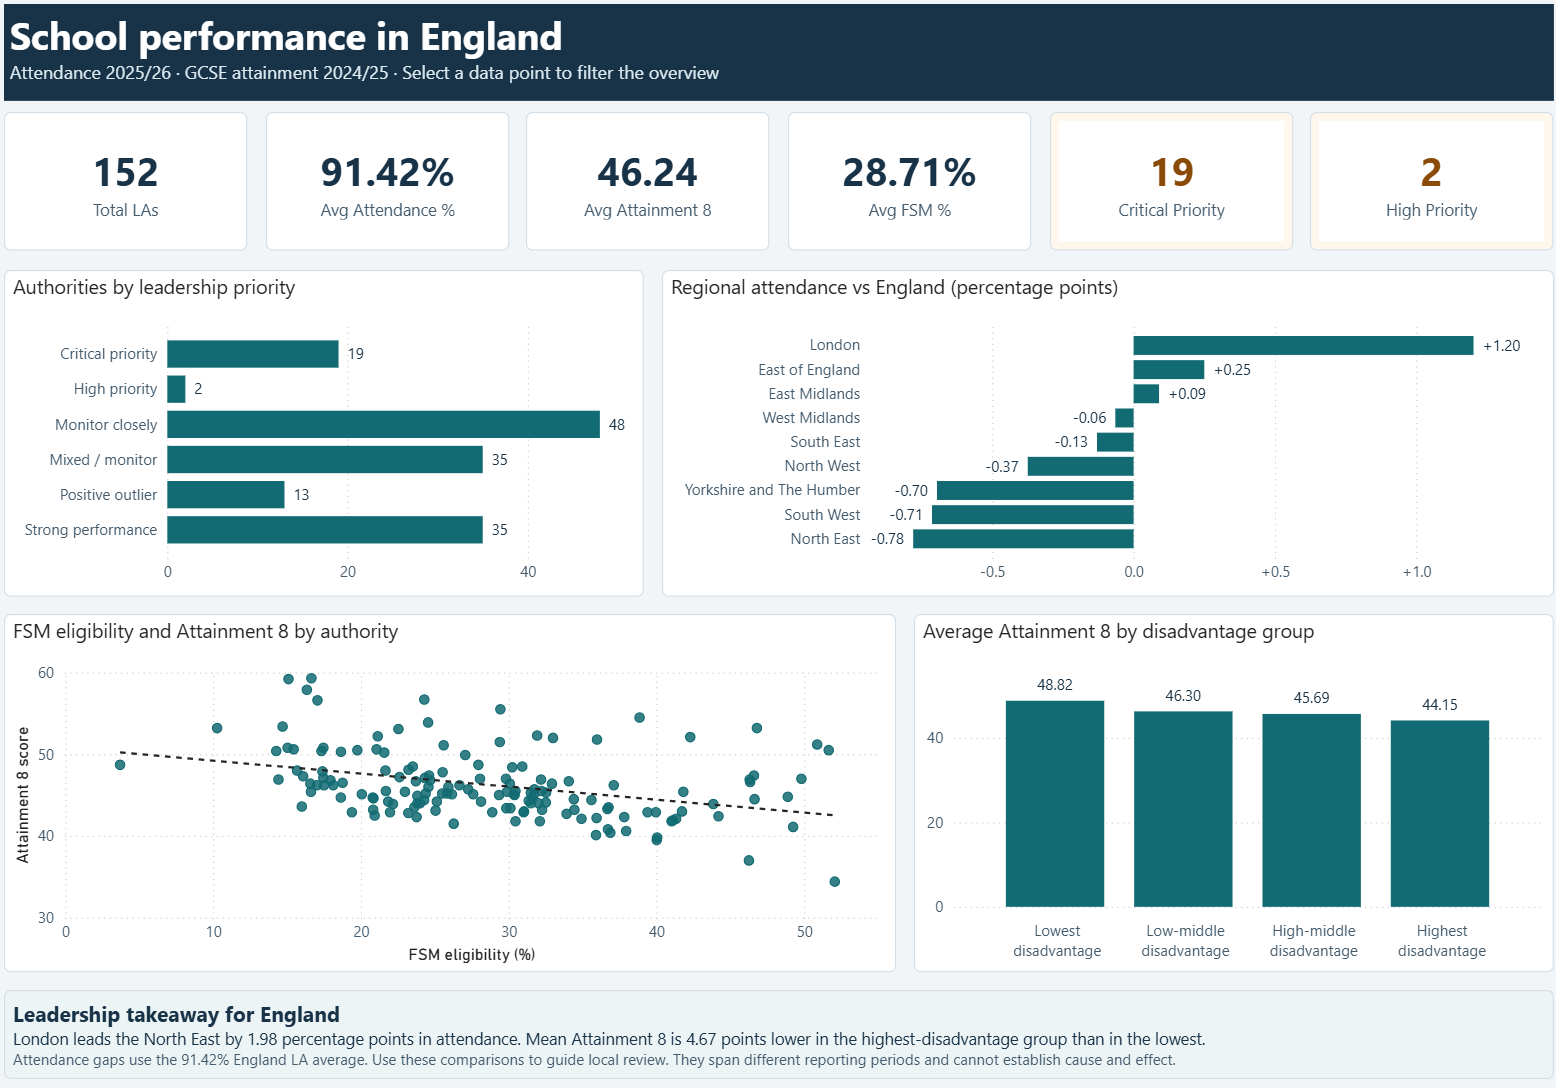 School performance in England
Attendance 2025/26 · GCSE attainment 2024/25 · Select a data point to filter the overview
152
Total LAs
91.42%
Avg Attendance %
46.24
Avg Attainment 8
28.71%
Avg FSM %
19
Critical Priority
2
High Priority
Authorities by leadership priority
Critical priority 19
High priority 2
Monitor closely 48
Mixed / monitor 35
Positive outlier 13
Strong performance 35
0 20 40
Regional attendance vs England (percentage points)
London +1.20
East of England +0.25
East Midlands +0.09
West Midlands -0.06
South East -0.13
North West -0.37
Yorkshire and The Humber -0.70
South West -0.71
North East -0.78
-0.5 0.0 +0.5 +1.0
FSM eligibility and Attainment 8 by authority
Attainment 8 score
60
50
40
30
0 10 20 30 40 50
FSM eligibility (%)
Average Attainment 8 by disadvantage group
48.82 46.30 45.69 44.15
40
20
0
Lowest disadvantage
Low-middle disadvantage
High-middle disadvantage
Highest disadvantage
Leadership takeaway for England
London leads the North East by 1.98 percentage points in attendance. Mean Attainment 8 is 4.67 points lower in the highest-disadvantage group than in the lowest.
Attendance gaps use the 91.42% England LA average. Use these comparisons to guide local review. They span different reporting periods and cannot establish cause and effect.